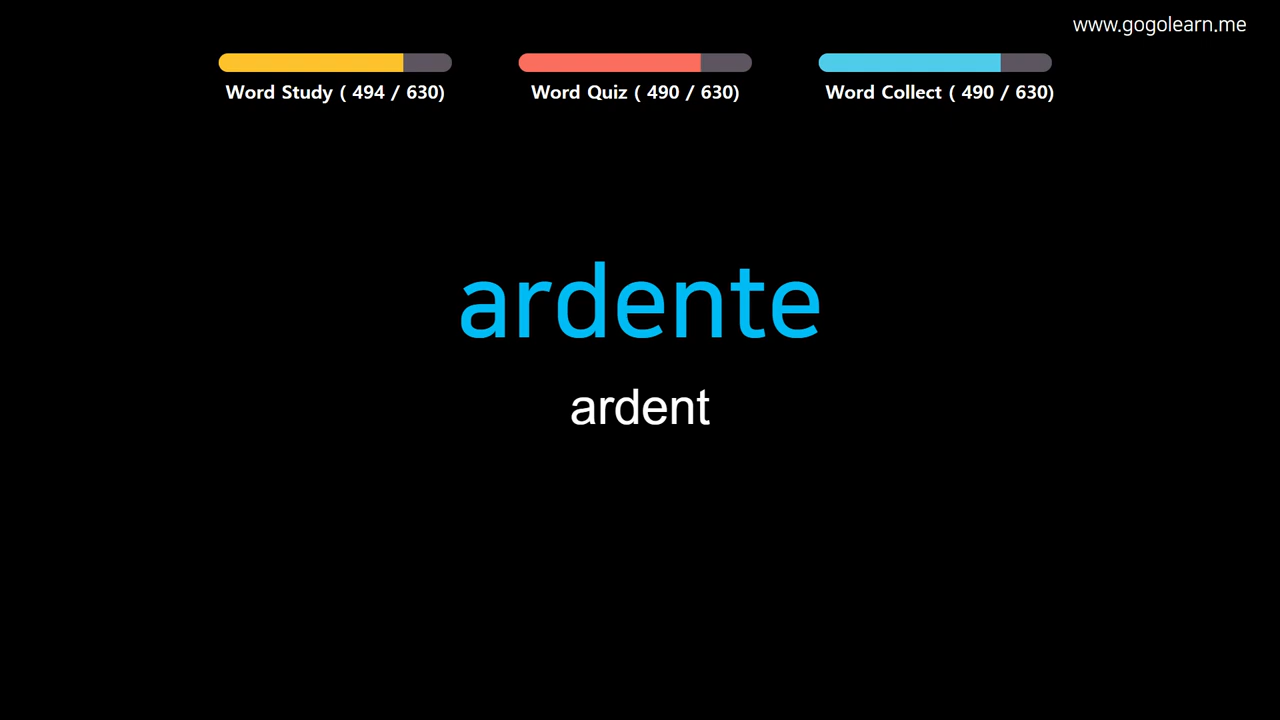 www.gogolearn.me
Word Study ( 494 / 630)
Word Quiz ( 490 / 630)
Word Collect ( 490 / 630)
ardente
ardent